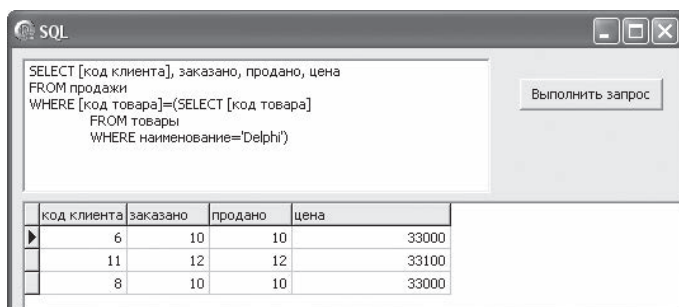 SQL
SELECT [код клиента], заказано, продано, цена
FROM продажи
WHERE [код товара]=(SELECT [код товара]
FROM товары
WHERE наименование='Delphi')
Выполнить запрос
код клиента заказано продано цена
6 10 10 33000
11 12 12 33100
8 10 10 33000